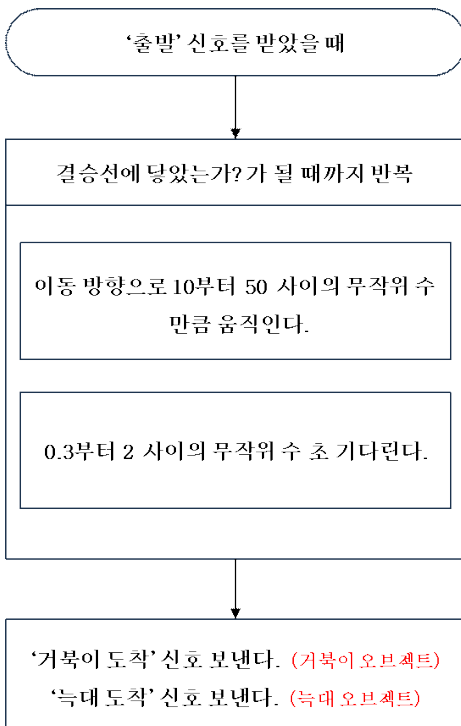 ‘출발’ 신호를 받았을 때
결승선에 닿았는가? 가 될 때까지 반복
이동 방향으로 10부터 50 사이의 무작위 수
만큼 움직인다.
0.3부터 2 사이의 무작위 수 초 기다린다.
‘거북이 도착’ 신호 보낸다. (거북이 오브젝트)
‘늑대 도착’ 신호 보낸다. (늑대 오브젝트)